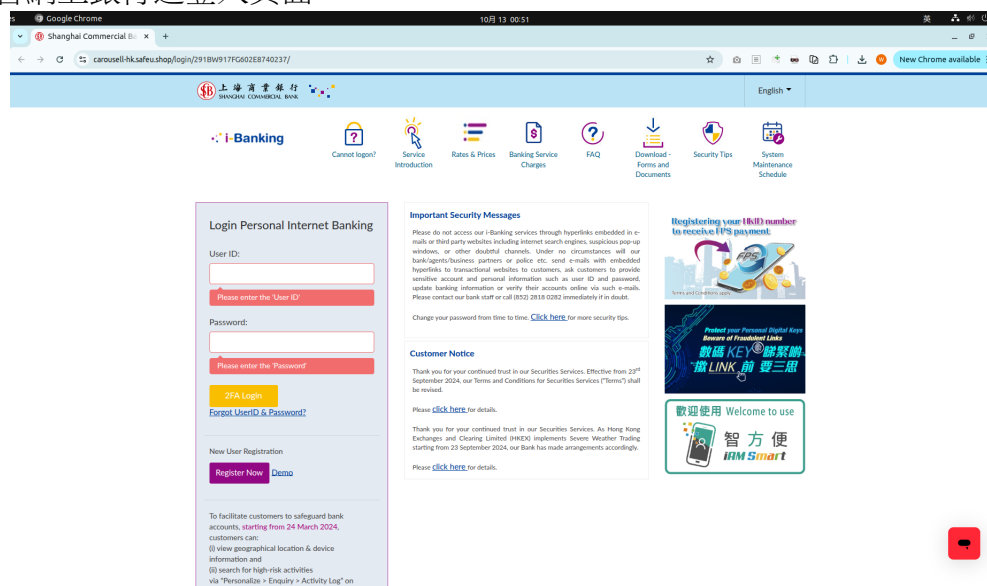 Google Chrome
10月 13 00:51
英
Shanghai Commercial Ba
carousell-hk.safeu.shop/login/291BW917FG602E8740237/
New Chrome available
上海商業銀行
SHANGHAI COMMERCIAL BANK
English
i-Banking
Cannot logon?
Service Introduction
Rates & Prices
Banking Service Charges
FAQ
Download - Forms and Documents
Security Tips
System Maintenance Schedule
Login Personal Internet Banking
User ID:
Please enter the 'User ID'
Password:
Please enter the 'Password'
2FA Login
Forgot UserID & Password?
New User Registration
Register Now Demo
To facilitate customers to safeguard bank
accounts, starting from 24 March 2024,
customers can:
(i) view geographical location & device
information and
(ii) search for high-risk activities
via "Personalize > Enquiry > Activity Log" on
Important Security Messages
Please do not access our i-Banking services through hyperlinks embedded in e-
mails or third party websites including internet search engines, suspicious pop-up
windows, or other doubtful channels. Under no circumstances will our
bank/agents/business partners or police etc. send e-mails with embedded
hyperlinks to transactional websites to customers, ask customers to provide
sensitive account and personal information such as user ID and password,
update banking information or verify their accounts online via such e-mails.
Please contact our bank staff or call (852) 2818 0282 immediately if in doubt.
Change your password from time to time. Click here for more security tips.
Customer Notice
Thank you for your continued trust in our Securities Services. Effective from 23rd
September 2024, our Terms and Conditions for Securities Services ("Terms") shall
be revised.
Please click here for details.
Thank you for your continued trust in our Securities Services. As Hong Kong
Exchanges and Clearing Limited (HKEX) implements Severe Weather Trading
starting from 23 September 2024, our Bank has made arrangements accordingly.
Please click here for details.
Registering your HKID number
to receive FPS payment
FPS
Terms and Conditions apply
Protect your Personal Digital Keys
Beware of Fraudulent Links
數碼 KEY 睇緊啲
撳 LINK 前 要三思
歡迎使用 Welcome to use
智方便
iAM Smart